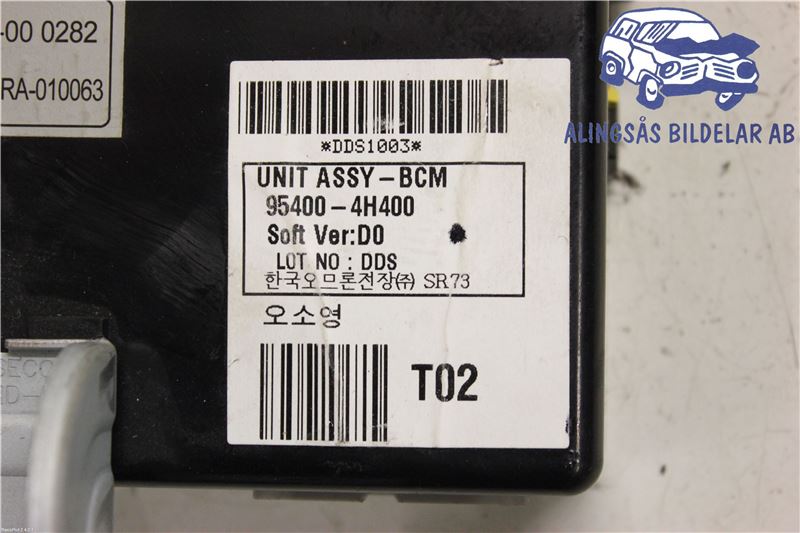 -00 0282
RA-010063
ALINGSÅS BILDELAR AB
*DDS1003*
UNIT ASSY-BCM
95400-4H400
Soft Ver:D0
LOT NO : DDS
한국오므론전장㈜ SR73
오소영
T02